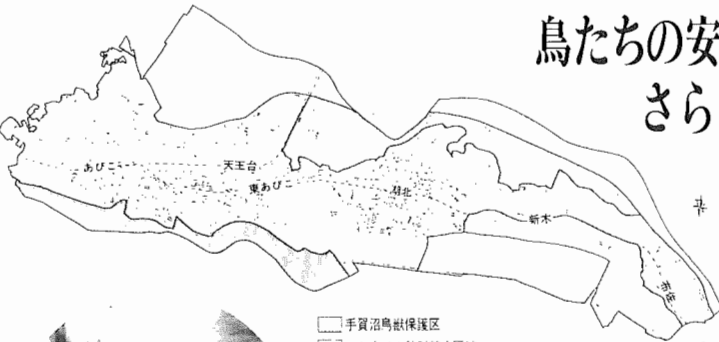 鳥たちの安
さら
あびこ
天王台
東あびこ
湖北
新木
布佐
手賀沼鳥獣保護区